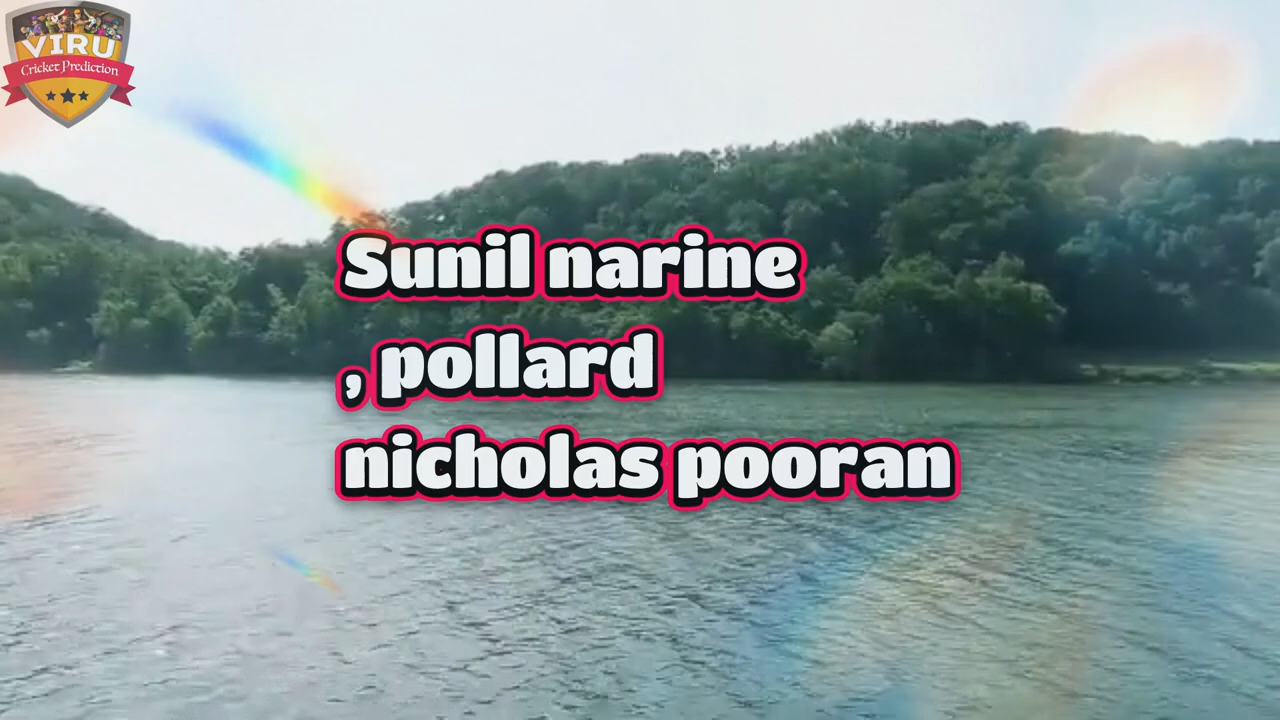 VIRU
Cricket Prediction
Sunil narine
, pollard
nicholas pooran